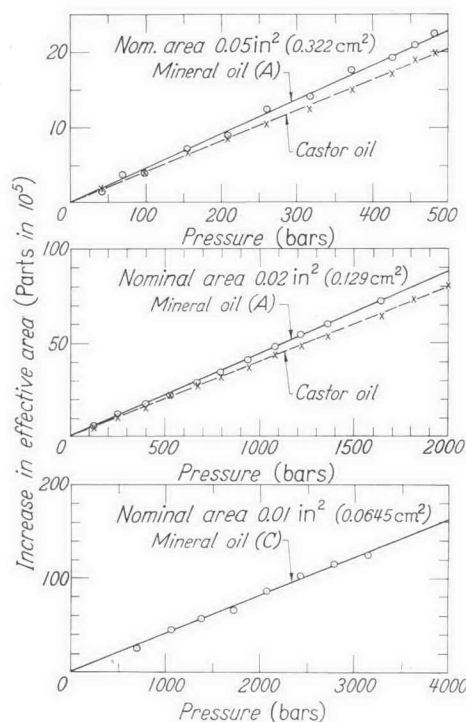 Increase in effective area (Parts in 10⁵)
20
10
0
Nom. area 0.05 in² (0.322 cm²)
Mineral oil (A)
Castor oil
0 100 200 300 400 500
Pressure (bars)
100
50
0
Nominal area 0.02 in² (0.129 cm²)
Mineral oil (A)
Castor oil
0 500 1000 1500 2000
Pressure (bars)
200
100
0
Nominal area 0.01 in² (0.0645 cm²)
Mineral oil (C)
0 1000 2000 3000 4000
Pressure (bars)